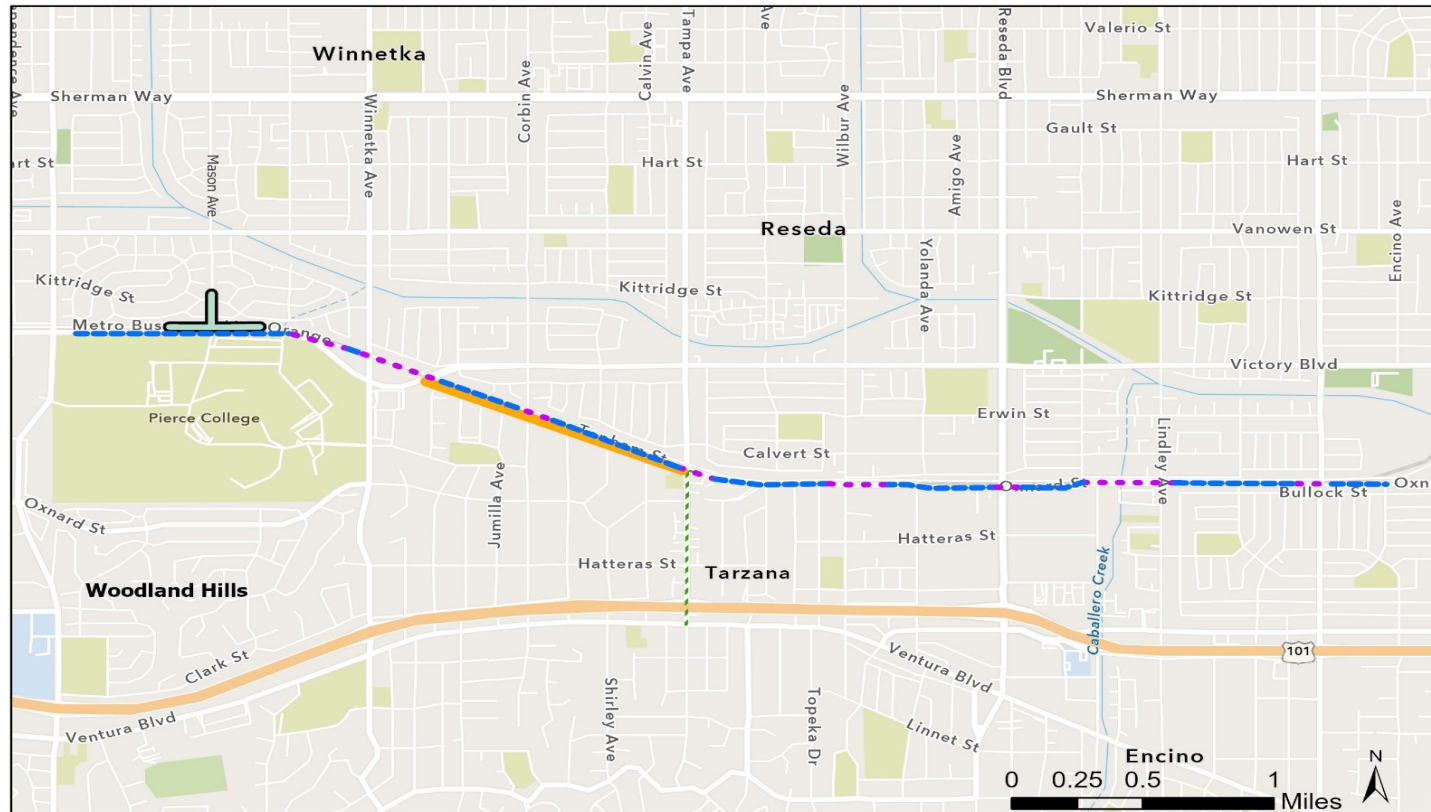 Valerio St
Winnetka
Sherman Way
Sherman Way
Gault St
Hart St
Hart St
Calvin Ave
Tampa Ave
Ave
Reseda Blvd
Corbin Ave
Winnetka Ave
Mason Ave
Wilbur Ave
Amigo Ave
Encino Ave
Reseda
Vanowen St
Yolanda Ave
Kittridge St
Kittridge St
Kittridge St
Metro Bus
Orange
Victory Blvd
Pierce College
Erwin St
Calvert St
Lindley Ave
Jumilla Ave
Oxnard St
Bullock St
Hatteras St
Hatteras St
Tarzana
Woodland Hills
Caballero Creek
101
Clark St
Ventura Blvd
Ventura Blvd
Shirley Ave
Topeka Dr
Linnet St
Encino
N
0 0.25 0.5 1
Miles